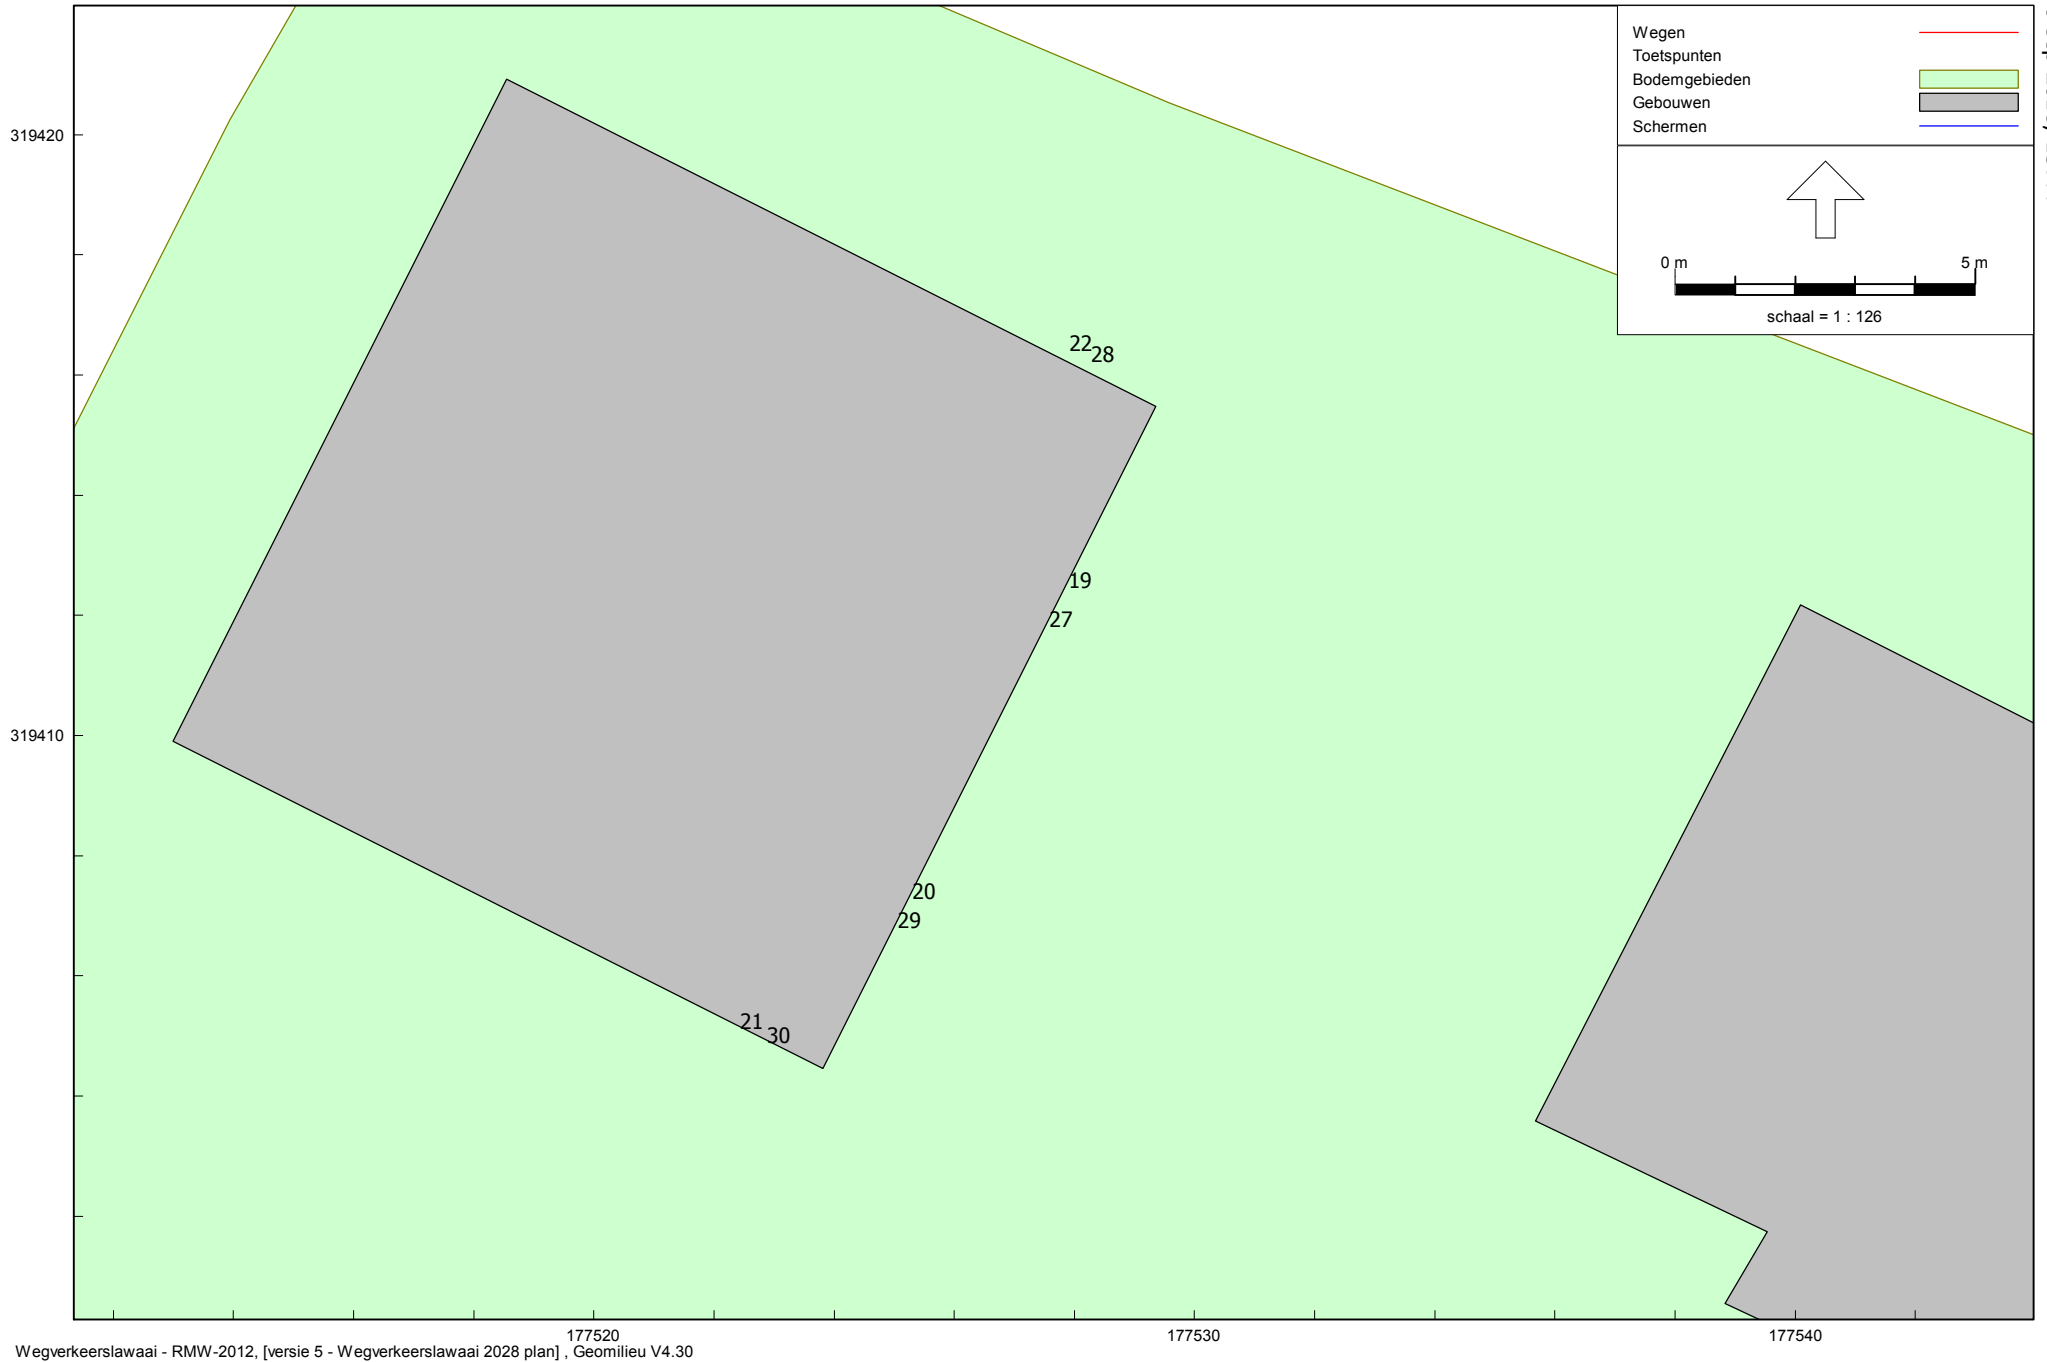 Wegen
Toetspunten
Bodemgebieden
Gebouwen
Schermen
0 m 5 m
schaal = 1 : 126
319420
319410
22
28
19
27
20
29
21
30
177520 177530 177540
Wegverkeerslawaai - RMW-2012, [versie 5 - Wegverkeerslawaai 2028 plan] , Geomilieu V4.30